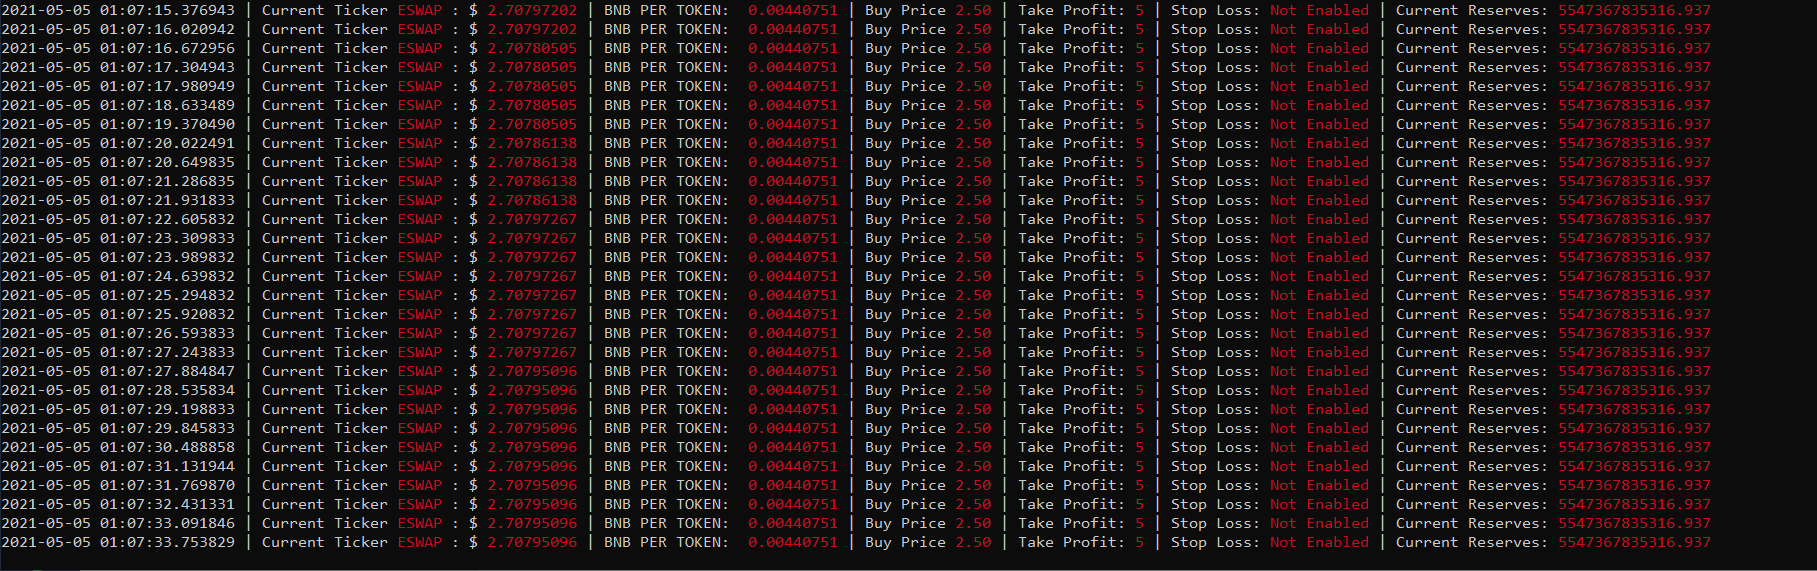 2021-05-05 01:07:15.376943 | Current Ticker ESWAP : $ 2.70797202 | BNB PER TOKEN:  0.00440751 | Buy Price 2.50 | Take Profit: 5 | Stop Loss: Not Enabled | Current Reserves: 5547367835316.937
2021-05-05 01:07:16.020942 | Current Ticker ESWAP : $ 2.70797202 | BNB PER TOKEN:  0.00440751 | Buy Price 2.50 | Take Profit: 5 | Stop Loss: Not Enabled | Current Reserves: 5547367835316.937
2021-05-05 01:07:16.672956 | Current Ticker ESWAP : $ 2.70780505 | BNB PER TOKEN:  0.00440751 | Buy Price 2.50 | Take Profit: 5 | Stop Loss: Not Enabled | Current Reserves: 5547367835316.937
2021-05-05 01:07:17.304943 | Current Ticker ESWAP : $ 2.70780505 | BNB PER TOKEN:  0.00440751 | Buy Price 2.50 | Take Profit: 5 | Stop Loss: Not Enabled | Current Reserves: 5547367835316.937
2021-05-05 01:07:17.980949 | Current Ticker ESWAP : $ 2.70780505 | BNB PER TOKEN:  0.00440751 | Buy Price 2.50 | Take Profit: 5 | Stop Loss: Not Enabled | Current Reserves: 5547367835316.937
2021-05-05 01:07:18.633489 | Current Ticker ESWAP : $ 2.70780505 | BNB PER TOKEN:  0.00440751 | Buy Price 2.50 | Take Profit: 5 | Stop Loss: Not Enabled | Current Reserves: 5547367835316.937
2021-05-05 01:07:19.370490 | Current Ticker ESWAP : $ 2.70780505 | BNB PER TOKEN:  0.00440751 | Buy Price 2.50 | Take Profit: 5 | Stop Loss: Not Enabled | Current Reserves: 5547367835316.937
2021-05-05 01:07:20.022491 | Current Ticker ESWAP : $ 2.70786138 | BNB PER TOKEN:  0.00440751 | Buy Price 2.50 | Take Profit: 5 | Stop Loss: Not Enabled | Current Reserves: 5547367835316.937
2021-05-05 01:07:20.649835 | Current Ticker ESWAP : $ 2.70786138 | BNB PER TOKEN:  0.00440751 | Buy Price 2.50 | Take Profit: 5 | Stop Loss: Not Enabled | Current Reserves: 5547367835316.937
2021-05-05 01:07:21.286835 | Current Ticker ESWAP : $ 2.70786138 | BNB PER TOKEN:  0.00440751 | Buy Price 2.50 | Take Profit: 5 | Stop Loss: Not Enabled | Current Reserves: 5547367835316.937
2021-05-05 01:07:21.931833 | Current Ticker ESWAP : $ 2.70786138 | BNB PER TOKEN:  0.00440751 | Buy Price 2.50 | Take Profit: 5 | Stop Loss: Not Enabled | Current Reserves: 5547367835316.937
2021-05-05 01:07:22.605832 | Current Ticker ESWAP : $ 2.70797267 | BNB PER TOKEN:  0.00440751 | Buy Price 2.50 | Take Profit: 5 | Stop Loss: Not Enabled | Current Reserves: 5547367835316.937
2021-05-05 01:07:23.309833 | Current Ticker ESWAP : $ 2.70797267 | BNB PER TOKEN:  0.00440751 | Buy Price 2.50 | Take Profit: 5 | Stop Loss: Not Enabled | Current Reserves: 5547367835316.937
2021-05-05 01:07:23.989832 | Current Ticker ESWAP : $ 2.70797267 | BNB PER TOKEN:  0.00440751 | Buy Price 2.50 | Take Profit: 5 | Stop Loss: Not Enabled | Current Reserves: 5547367835316.937
2021-05-05 01:07:24.639832 | Current Ticker ESWAP : $ 2.70797267 | BNB PER TOKEN:  0.00440751 | Buy Price 2.50 | Take Profit: 5 | Stop Loss: Not Enabled | Current Reserves: 5547367835316.937
2021-05-05 01:07:25.294832 | Current Ticker ESWAP : $ 2.70797267 | BNB PER TOKEN:  0.00440751 | Buy Price 2.50 | Take Profit: 5 | Stop Loss: Not Enabled | Current Reserves: 5547367835316.937
2021-05-05 01:07:25.920832 | Current Ticker ESWAP : $ 2.70797267 | BNB PER TOKEN:  0.00440751 | Buy Price 2.50 | Take Profit: 5 | Stop Loss: Not Enabled | Current Reserves: 5547367835316.937
2021-05-05 01:07:26.593833 | Current Ticker ESWAP : $ 2.70797267 | BNB PER TOKEN:  0.00440751 | Buy Price 2.50 | Take Profit: 5 | Stop Loss: Not Enabled | Current Reserves: 5547367835316.937
2021-05-05 01:07:27.243833 | Current Ticker ESWAP : $ 2.70797267 | BNB PER TOKEN:  0.00440751 | Buy Price 2.50 | Take Profit: 5 | Stop Loss: Not Enabled | Current Reserves: 5547367835316.937
2021-05-05 01:07:27.884847 | Current Ticker ESWAP : $ 2.70795096 | BNB PER TOKEN:  0.00440751 | Buy Price 2.50 | Take Profit: 5 | Stop Loss: Not Enabled | Current Reserves: 5547367835316.937
2021-05-05 01:07:28.535834 | Current Ticker ESWAP : $ 2.70795096 | BNB PER TOKEN:  0.00440751 | Buy Price 2.50 | Take Profit: 5 | Stop Loss: Not Enabled | Current Reserves: 5547367835316.937
2021-05-05 01:07:29.198833 | Current Ticker ESWAP : $ 2.70795096 | BNB PER TOKEN:  0.00440751 | Buy Price 2.50 | Take Profit: 5 | Stop Loss: Not Enabled | Current Reserves: 5547367835316.937
2021-05-05 01:07:29.845833 | Current Ticker ESWAP : $ 2.70795096 | BNB PER TOKEN:  0.00440751 | Buy Price 2.50 | Take Profit: 5 | Stop Loss: Not Enabled | Current Reserves: 5547367835316.937
2021-05-05 01:07:30.488858 | Current Ticker ESWAP : $ 2.70795096 | BNB PER TOKEN:  0.00440751 | Buy Price 2.50 | Take Profit: 5 | Stop Loss: Not Enabled | Current Reserves: 5547367835316.937
2021-05-05 01:07:31.131944 | Current Ticker ESWAP : $ 2.70795096 | BNB PER TOKEN:  0.00440751 | Buy Price 2.50 | Take Profit: 5 | Stop Loss: Not Enabled | Current Reserves: 5547367835316.937
2021-05-05 01:07:31.769870 | Current Ticker ESWAP : $ 2.70795096 | BNB PER TOKEN:  0.00440751 | Buy Price 2.50 | Take Profit: 5 | Stop Loss: Not Enabled | Current Reserves: 5547367835316.937
2021-05-05 01:07:32.431331 | Current Ticker ESWAP : $ 2.70795096 | BNB PER TOKEN:  0.00440751 | Buy Price 2.50 | Take Profit: 5 | Stop Loss: Not Enabled | Current Reserves: 5547367835316.937
2021-05-05 01:07:33.091846 | Current Ticker ESWAP : $ 2.70795096 | BNB PER TOKEN:  0.00440751 | Buy Price 2.50 | Take Profit: 5 | Stop Loss: Not Enabled | Current Reserves: 5547367835316.937
2021-05-05 01:07:33.753829 | Current Ticker ESWAP : $ 2.70795096 | BNB PER TOKEN:  0.00440751 | Buy Price 2.50 | Take Profit: 5 | Stop Loss: Not Enabled | Current Reserves: 5547367835316.937